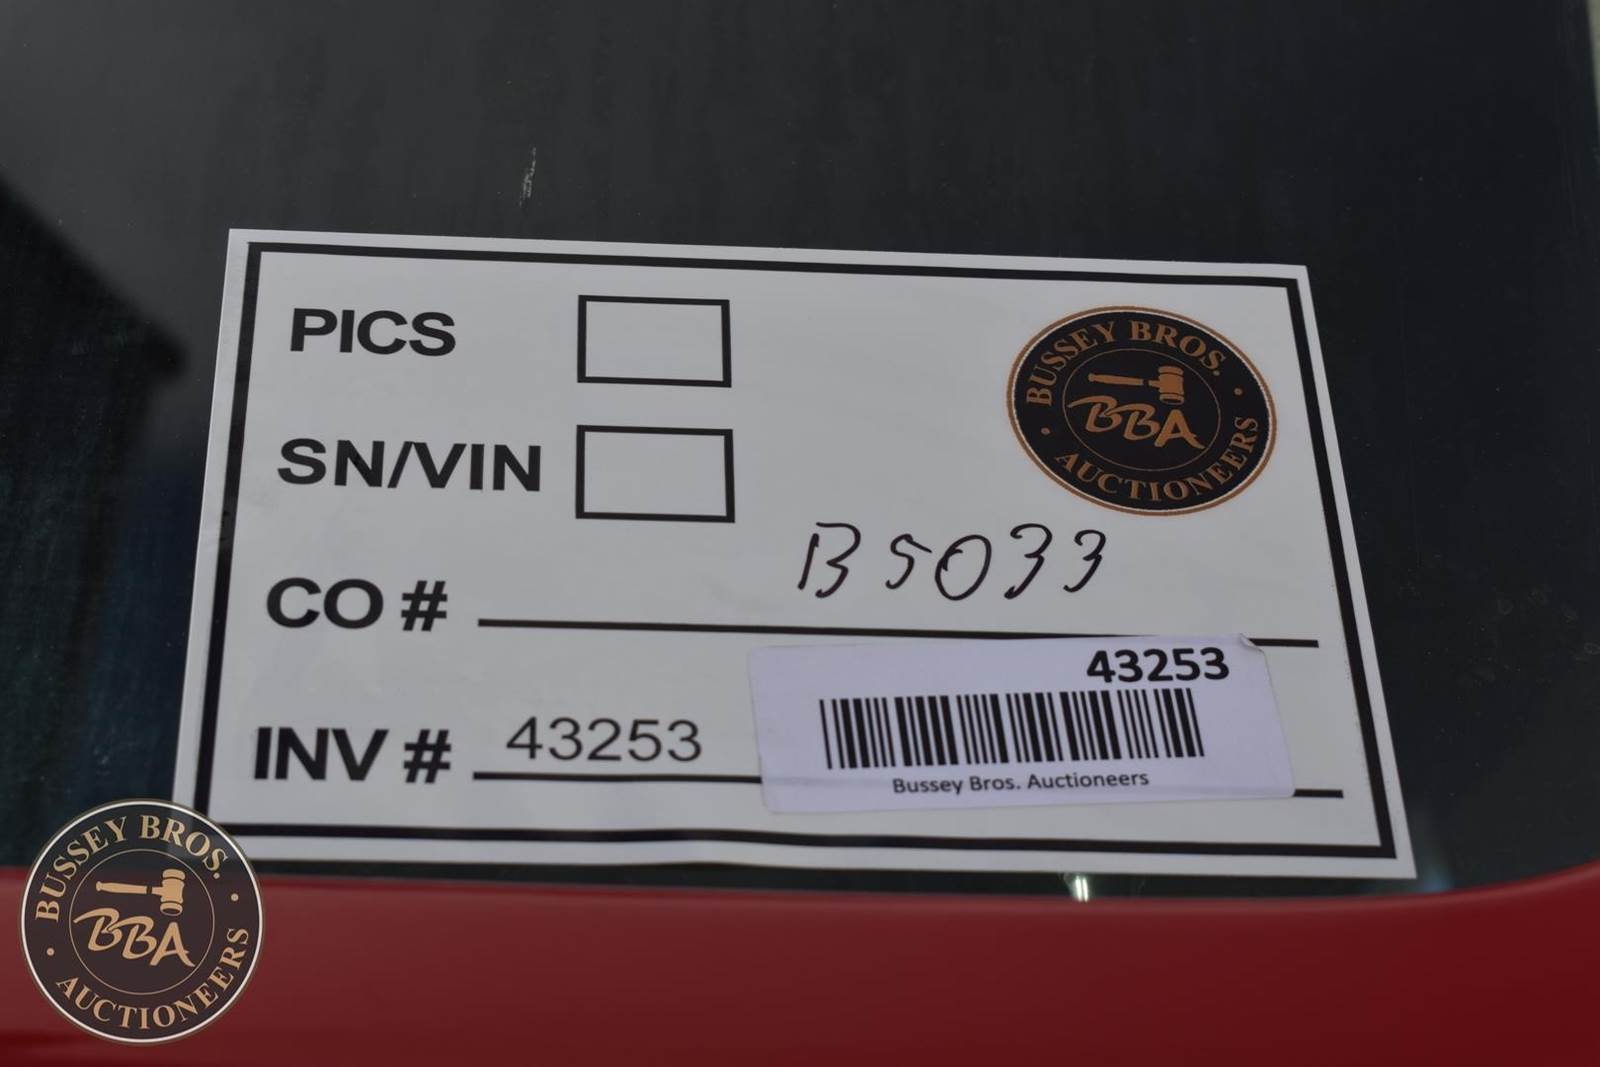 PICS
BUSSEY BROS.
BBA
AUCTIONEERS
SN/VIN
CO # B5033
43253
INV # 43253
Bussey Bros. Auctioneers
BUSSEY BROS.
BBA
AUCTIONEERS